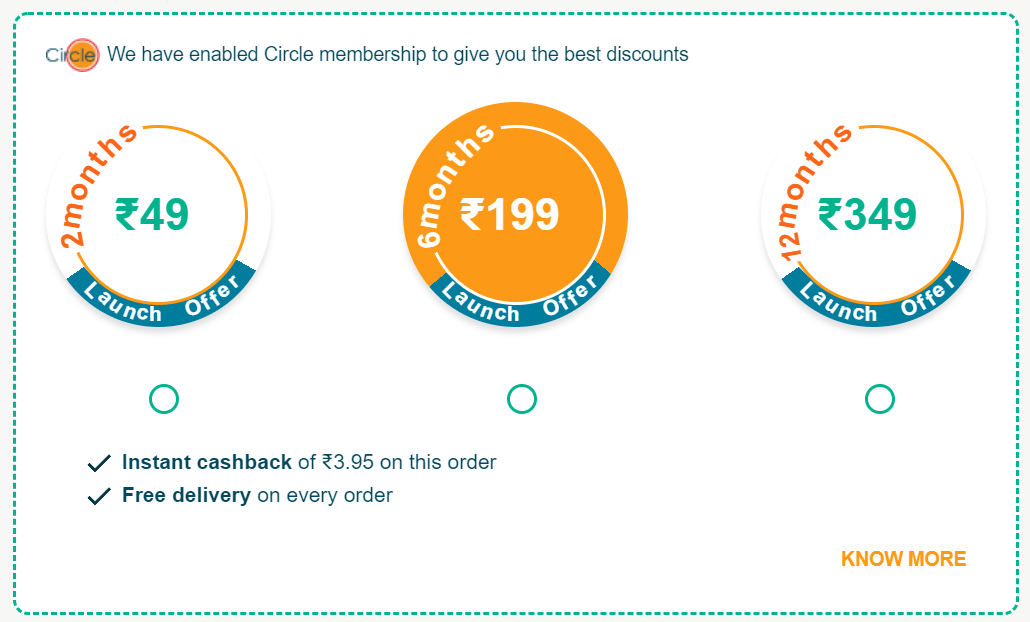 Circle We have enabled Circle membership to give you the best discounts
2months
₹49
Launch Offer
6months
₹199
Launch Offer
12months
₹349
Launch Offer
Instant cashback of ₹3.95 on this order
Free delivery on every order
KNOW MORE